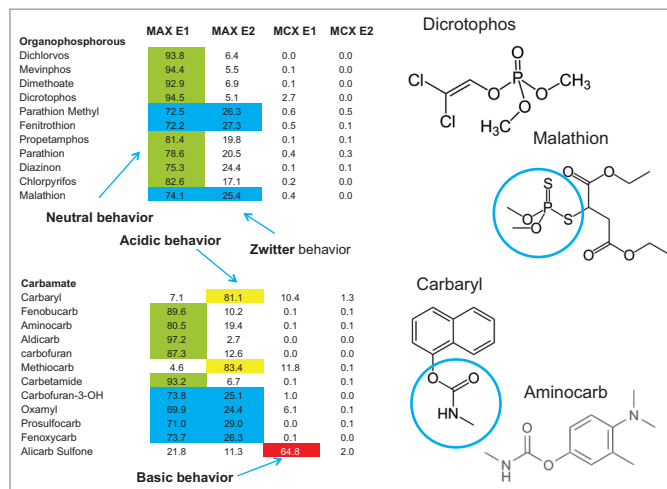 MAX E1 MAX E2 MCX E1 MCX E2
Organophosphorous
Dichlorvos 93.8 6.4 0.0 0.0
Mevinphos 94.4 5.5 0.1 0.0
Dimethoate 92.9 6.9 0.1 0.0
Dicrotophos 94.5 5.1 2.7 0.0
Parathion Methyl 72.5 26.3 0.6 0.5
Fenitrothion 72.2 27.3 0.5 0.1
Propetamphos 81.4 19.8 0.1 0.0
Parathion 78.6 20.5 0.4 0.3
Diazinon 75.3 24.4 0.1 0.1
Chlorpyrifos 82.6 17.1 0.2 0.0
Malathion 74.1 25.4 0.4 0.0
Neutral behavior
Acidic behavior
Zwitter behavior
Carbamate
Carbaryl 7.1 81.1 10.4 1.3
Fenobucarb 89.6 10.2 0.1 0.1
Aminocarb 80.5 19.4 0.1 0.1
Aldicarb 97.2 2.7 0.0 0.0
carbofuran 87.3 12.6 0.0 0.0
Methiocarb 4.6 83.4 11.8 0.1
Carbetamide 93.2 6.7 0.1 0.1
Carbofuran-3-OH 73.8 25.1 1.0 0.0
Oxamyl 69.9 24.4 6.1 0.1
Prosulfocarb 71.0 29.0 0.0 0.1
Fenoxycarb 73.7 26.3 0.1 0.0
Alicarb Sulfone 21.8 11.3 64.8 2.0
Basic behavior
Dicrotophos
O
Cl O P CH₃
O O
Cl H₃C
Malathion
S O O
O P S
O
O O
Carbaryl
O O
HN
Aminocarb
N
O
N O
H